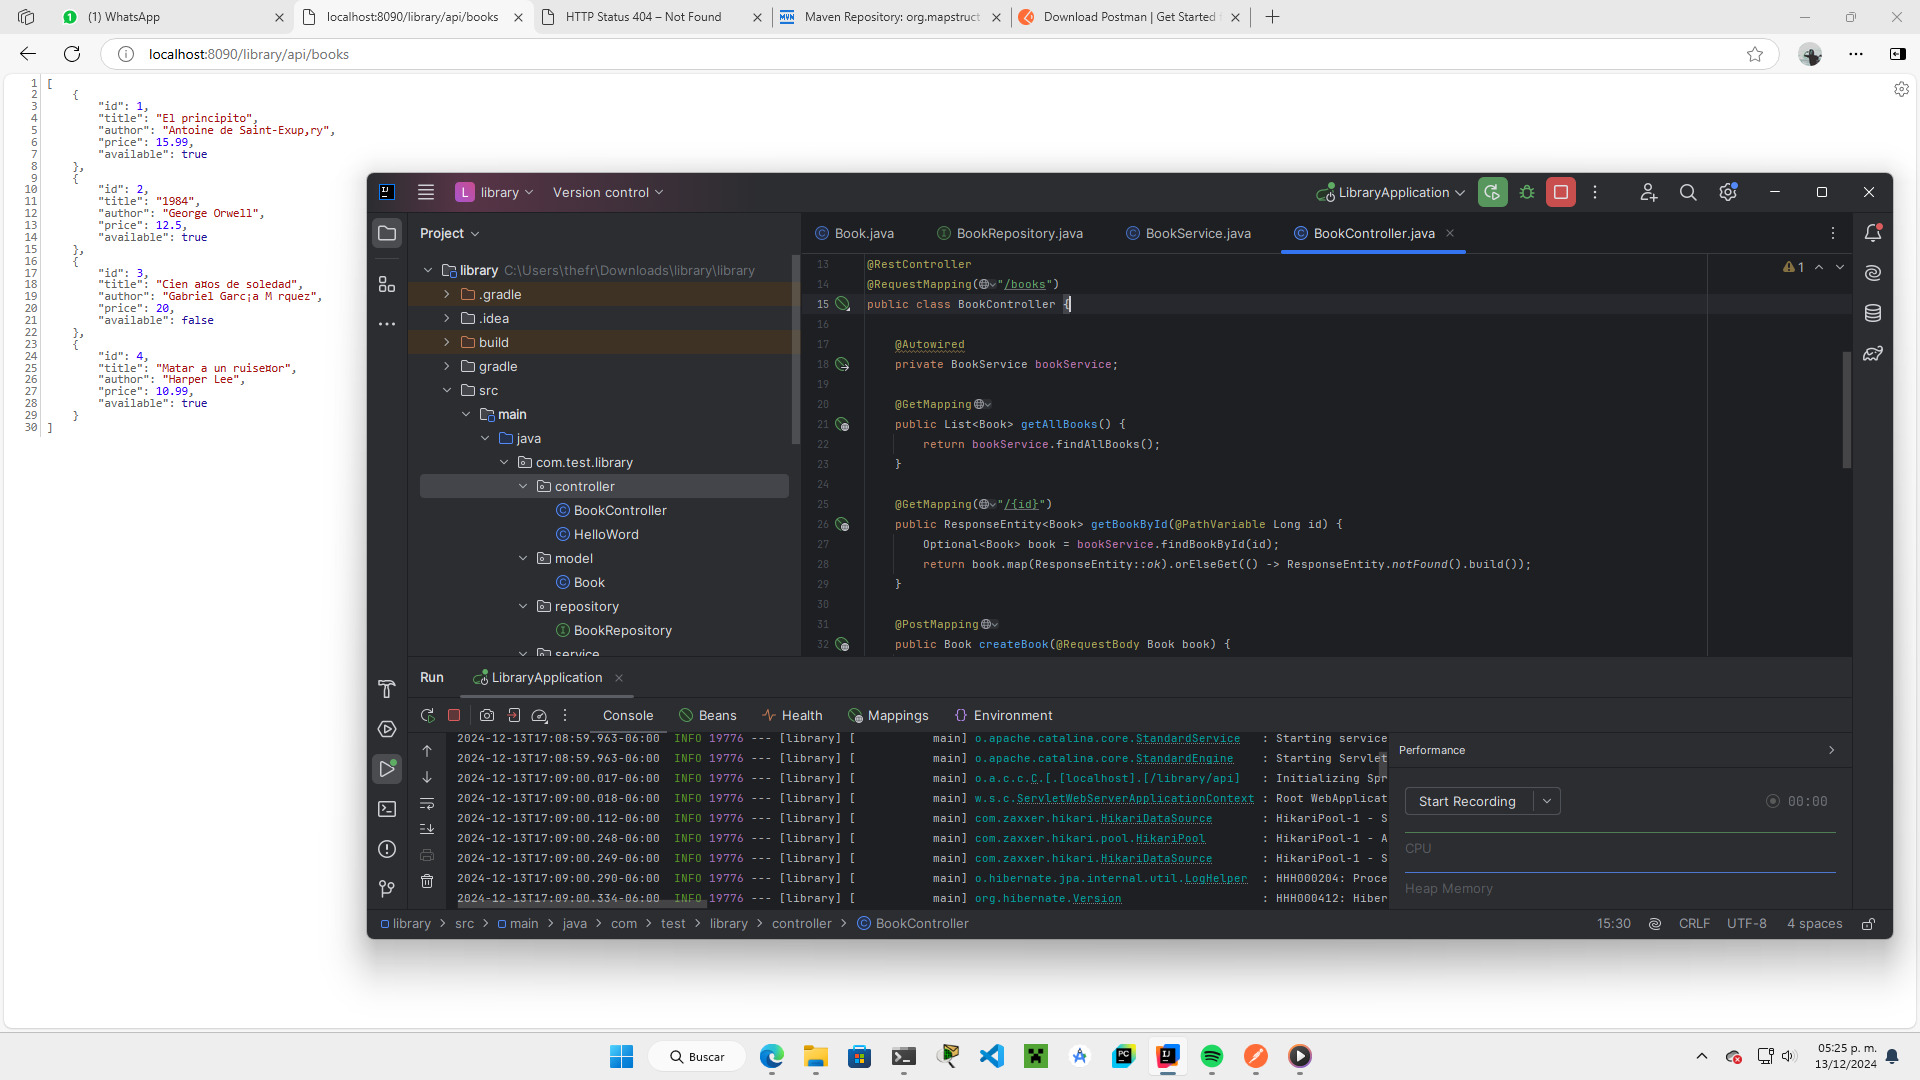 (1) WhatsApp
localhost:8090/library/api/books
HTTP Status 404 – Not Found
Maven Repository: org.mapstruct
Download Postman | Get Started
localhost:8090/library/api/books
1 [
2 {
3 "id": 1,
4 "title": "El principito",
5 "author": "Antoine de Saint-Exup‚ry",
6 "price": 15.99,
7 "available": true
8 },
9 {
10 "id": 2,
11 "title": "1984",
12 "author": "George Orwell",
13 "price": 12.5,
14 "available": true
15 },
16 {
17 "id": 3,
18 "title": "Cien a¤os de soledad",
19 "author": "Gabriel Garc¡a M rquez",
20 "price": 20,
21 "available": false
22 },
23 {
24 "id": 4,
25 "title": "Matar a un ruise¤or",
26 "author": "Harper Lee",
27 "price": 10.99,
28 "available": true
29 }
30 ]
L library
Version control
LibraryApplication
Project
library C:\Users\thefr\Downloads\library\library
.gradle
.idea
build
gradle
src
main
java
com.test.library
controller
BookController
HelloWord
model
Book
repository
BookRepository
service
Book.java
BookRepository.java
BookService.java
BookController.java
1
13 @RestController
14 @RequestMapping("/books")
15 public class BookController {
16
17 @Autowired
18 private BookService bookService;
19
20 @GetMapping
21 public List<Book> getAllBooks() {
22 return bookService.findAllBooks();
23 }
24
25 @GetMapping("/{id}")
26 public ResponseEntity<Book> getBookById(@PathVariable Long id) {
27 Optional<Book> book = bookService.findBookById(id);
28 return book.map(ResponseEntity::ok).orElseGet(() -> ResponseEntity.notFound().build());
29 }
30
31 @PostMapping
32 public Book createBook(@RequestBody Book book) {
Run
LibraryApplication
Console
Beans
Health
Mappings
Environment
2024-12-13T17:08:59.963-06:00 INFO 19776 --- [library] [ main] o.apache.catalina.core.StandardService : Starting service
2024-12-13T17:08:59.963-06:00 INFO 19776 --- [library] [ main] o.apache.catalina.core.StandardEngine : Starting Servlet
2024-12-13T17:09:00.017-06:00 INFO 19776 --- [library] [ main] o.a.c.c.C.[.[localhost].[/library/api] : Initializing Spr
2024-12-13T17:09:00.018-06:00 INFO 19776 --- [library] [ main] w.s.c.ServletWebServerApplicationContext : Root WebApplicat
2024-12-13T17:09:00.112-06:00 INFO 19776 --- [library] [ main] com.zaxxer.hikari.HikariDataSource : HikariPool-1 - S
2024-12-13T17:09:00.248-06:00 INFO 19776 --- [library] [ main] com.zaxxer.hikari.pool.HikariPool : HikariPool-1 - A
2024-12-13T17:09:00.249-06:00 INFO 19776 --- [library] [ main] com.zaxxer.hikari.HikariDataSource : HikariPool-1 - S
2024-12-13T17:09:00.290-06:00 INFO 19776 --- [library] [ main] o.hibernate.jpa.internal.util.LogHelper : HHH000204: Proce
2024-12-13T17:09:00.334-06:00 INFO 19776 --- [library] [ main] org.hibernate.Version : HHH000412: Hiber
Performance
Start Recording
00:00
CPU
Heap Memory
library > src > main > java > com > test > library > controller > BookController
15:30
CRLF
UTF-8
4 spaces
Buscar
05:25 p. m.
13/12/2024